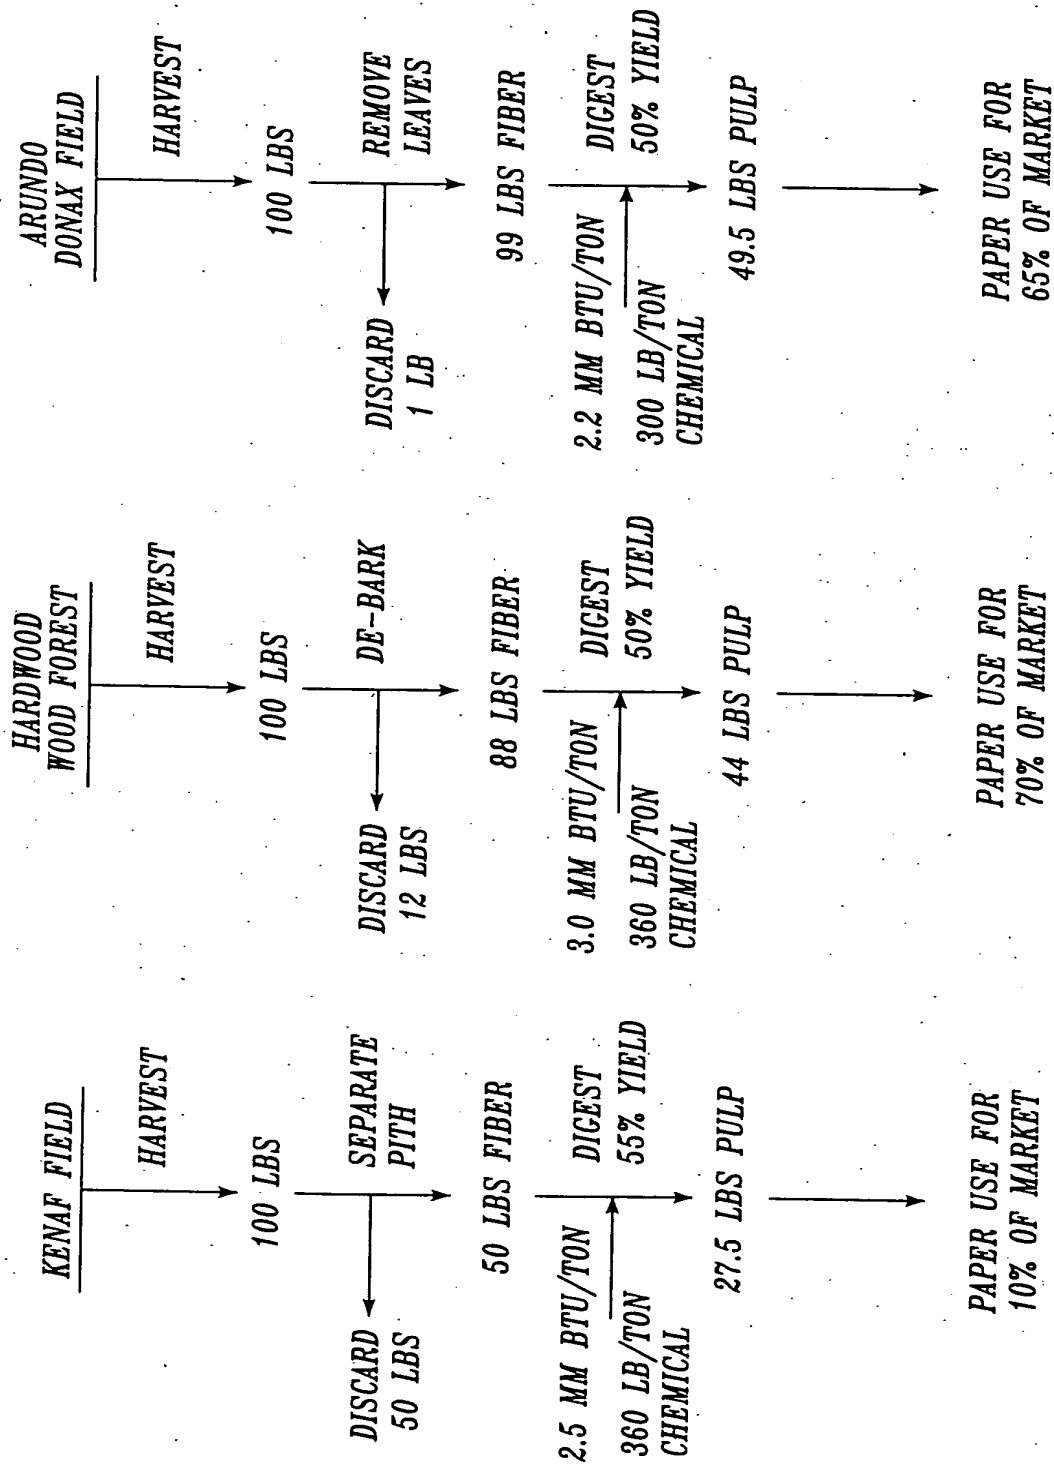 KENAF FIELD
HARVEST
100 LBS
SEPARATE
PITH
DISCARD
50 LBS
50 LBS FIBER
2.5 MM BTU/TON
360 LB/TON
CHEMICAL
DIGEST
55% YIELD
27.5 LBS PULP
PAPER USE FOR
10% OF MARKET
HARDWOOD
WOOD FOREST
HARVEST
100 LBS
DE-BARK
DISCARD
12 LBS
88 LBS FIBER
3.0 MM BTU/TON
360 LB/TON
CHEMICAL
DIGEST
50% YIELD
44 LBS PULP
PAPER USE FOR
70% OF MARKET
ARUNDO
DONAX FIELD
HARVEST
100 LBS
REMOVE
LEAVES
DISCARD
1 LB
99 LBS FIBER
2.2 MM BTU/TON
300 LB/TON
CHEMICAL
DIGEST
50% YIELD
49.5 LBS PULP
PAPER USE FOR
65% OF MARKET